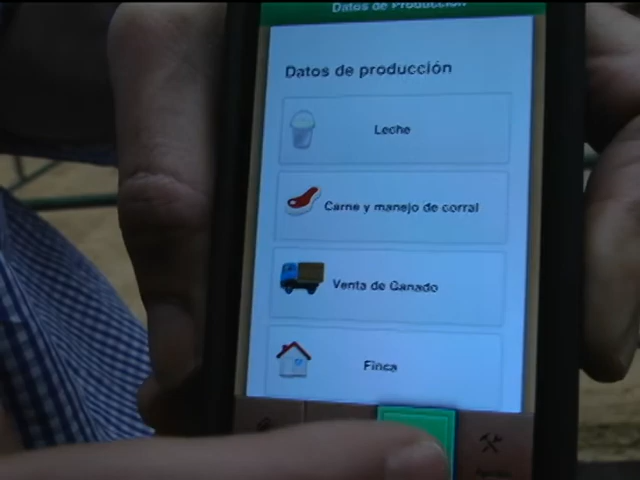 Datos de Producción
Datos de producción
Leche
Carne y manejo de corral
Venta de Ganado
Finca